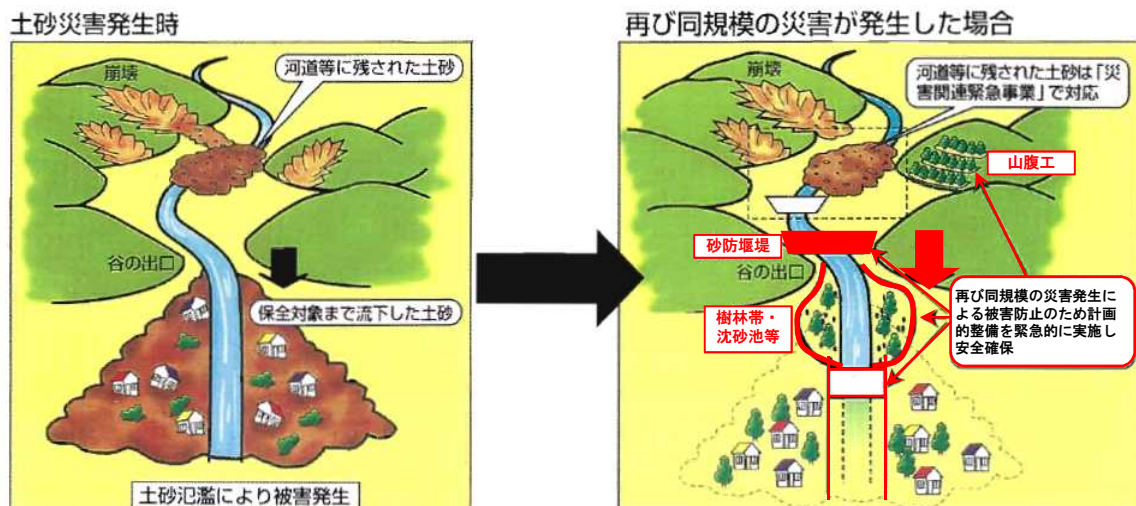 土砂災害発生時
崩壊
河道等に残された土砂
谷の出口
保全対象まで流下した土砂
土砂氾濫により被害発生
再び同規模の災害が発生した場合
崩壊
河道等に残された土砂は「災
害関連緊急事業」で対応
山腹工
砂防堰堤
谷の出口
樹林帯・
沈砂池等
再び同規模の災害発生に
よる被害防止のため計画
的整備を緊急的に実施し
安全確保